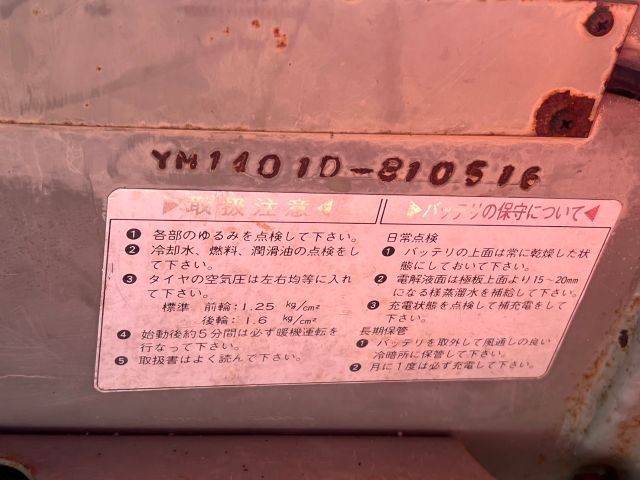 YM1401D-810516
▶取扱注意◀
❶ 各部のゆるみを点検して下さい。
❷ 冷却水、燃料、潤滑油の点検をし
て下さい。
❸ タイヤの空気圧は左右均等に入れ
て下さい。
標準 前輪：1.25 kg/cm²
後輪：1.6 kg/cm²
❹ 始動後約5分間は必ず暖機運転を
行なって下さい。
❺ 取扱書はよく読んで下さい。
▶バッテリの保守について◀
日常点検
❶ バッテリの上面は常に乾燥した状
態にしておいて下さい。
❷ 電解液面は極板上面より15～20mm
になる様蒸溜水を補給して下さい。
❸ 充電状態を点検して補充電をして
下さい。
長期保管
❶ バッテリを取外して風通しの良い
冷暗所に保管して下さい。
❷ 月に1度は必ず充電して下さい。